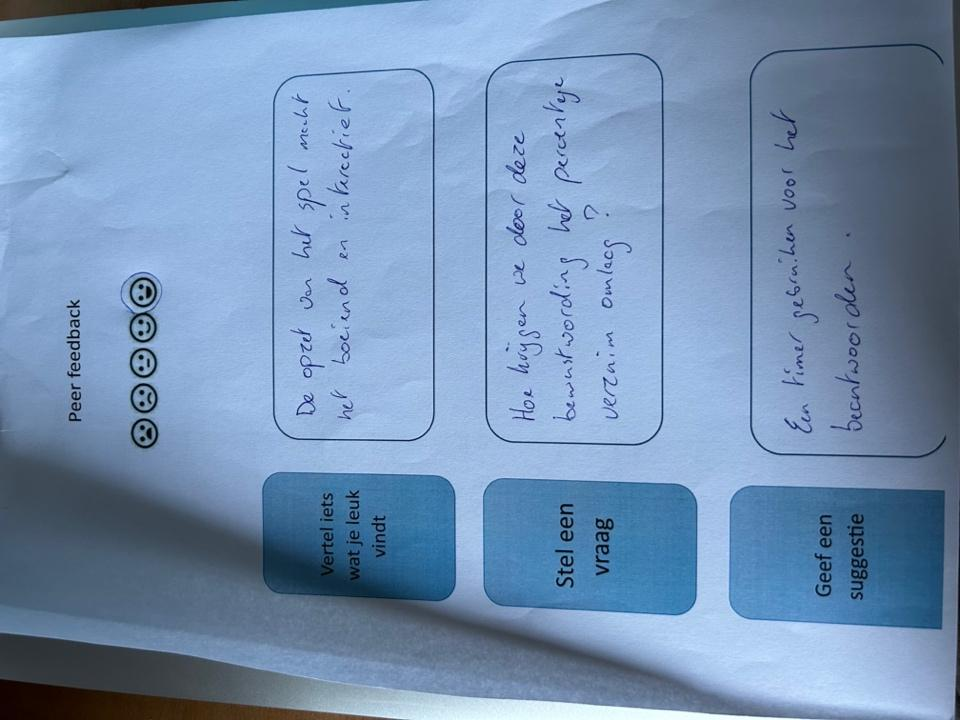 Peer feedback
Vertel iets
wat je leuk
vindt
De opzet van het spel maakt
het boeiend en interactief.
Stel een
vraag
Hoe krijgen we door deze
bewustwording het percentage
verzuim omlaag?
Geef een
suggestie
Een timer gebruiken voor het
beantwoorden.